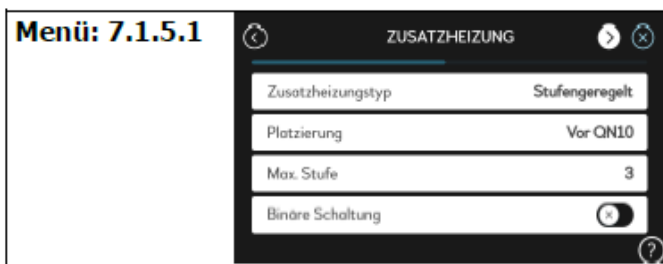 Menü: 7.1.5.1
ZUSATZHEIZUNG
Zusatzheizungstyp Stufengeregelt
Platzierung Vor QN10
Max. Stufe 3
Binäre Schaltung
?